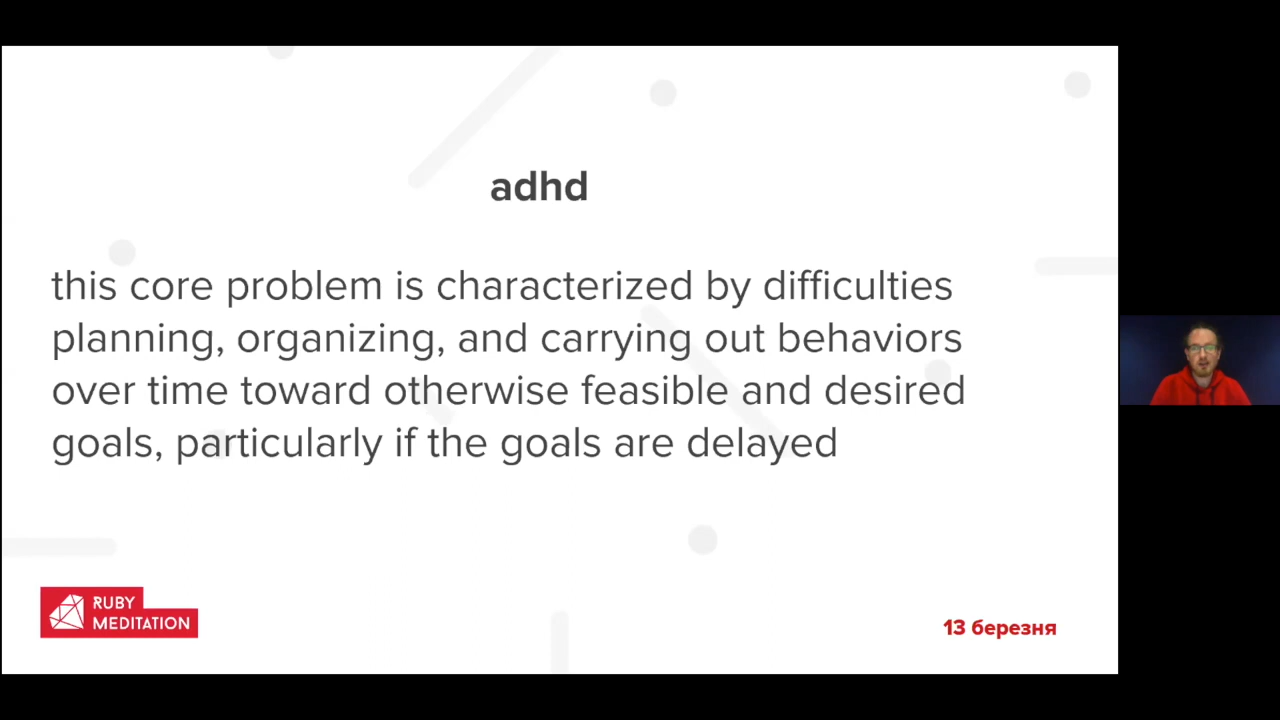 adhd
this core problem is characterized by difficulties
planning, organizing, and carrying out behaviors
over time toward otherwise feasible and desired
goals, particularly if the goals are delayed
RUBY
MEDITATION
13 березня